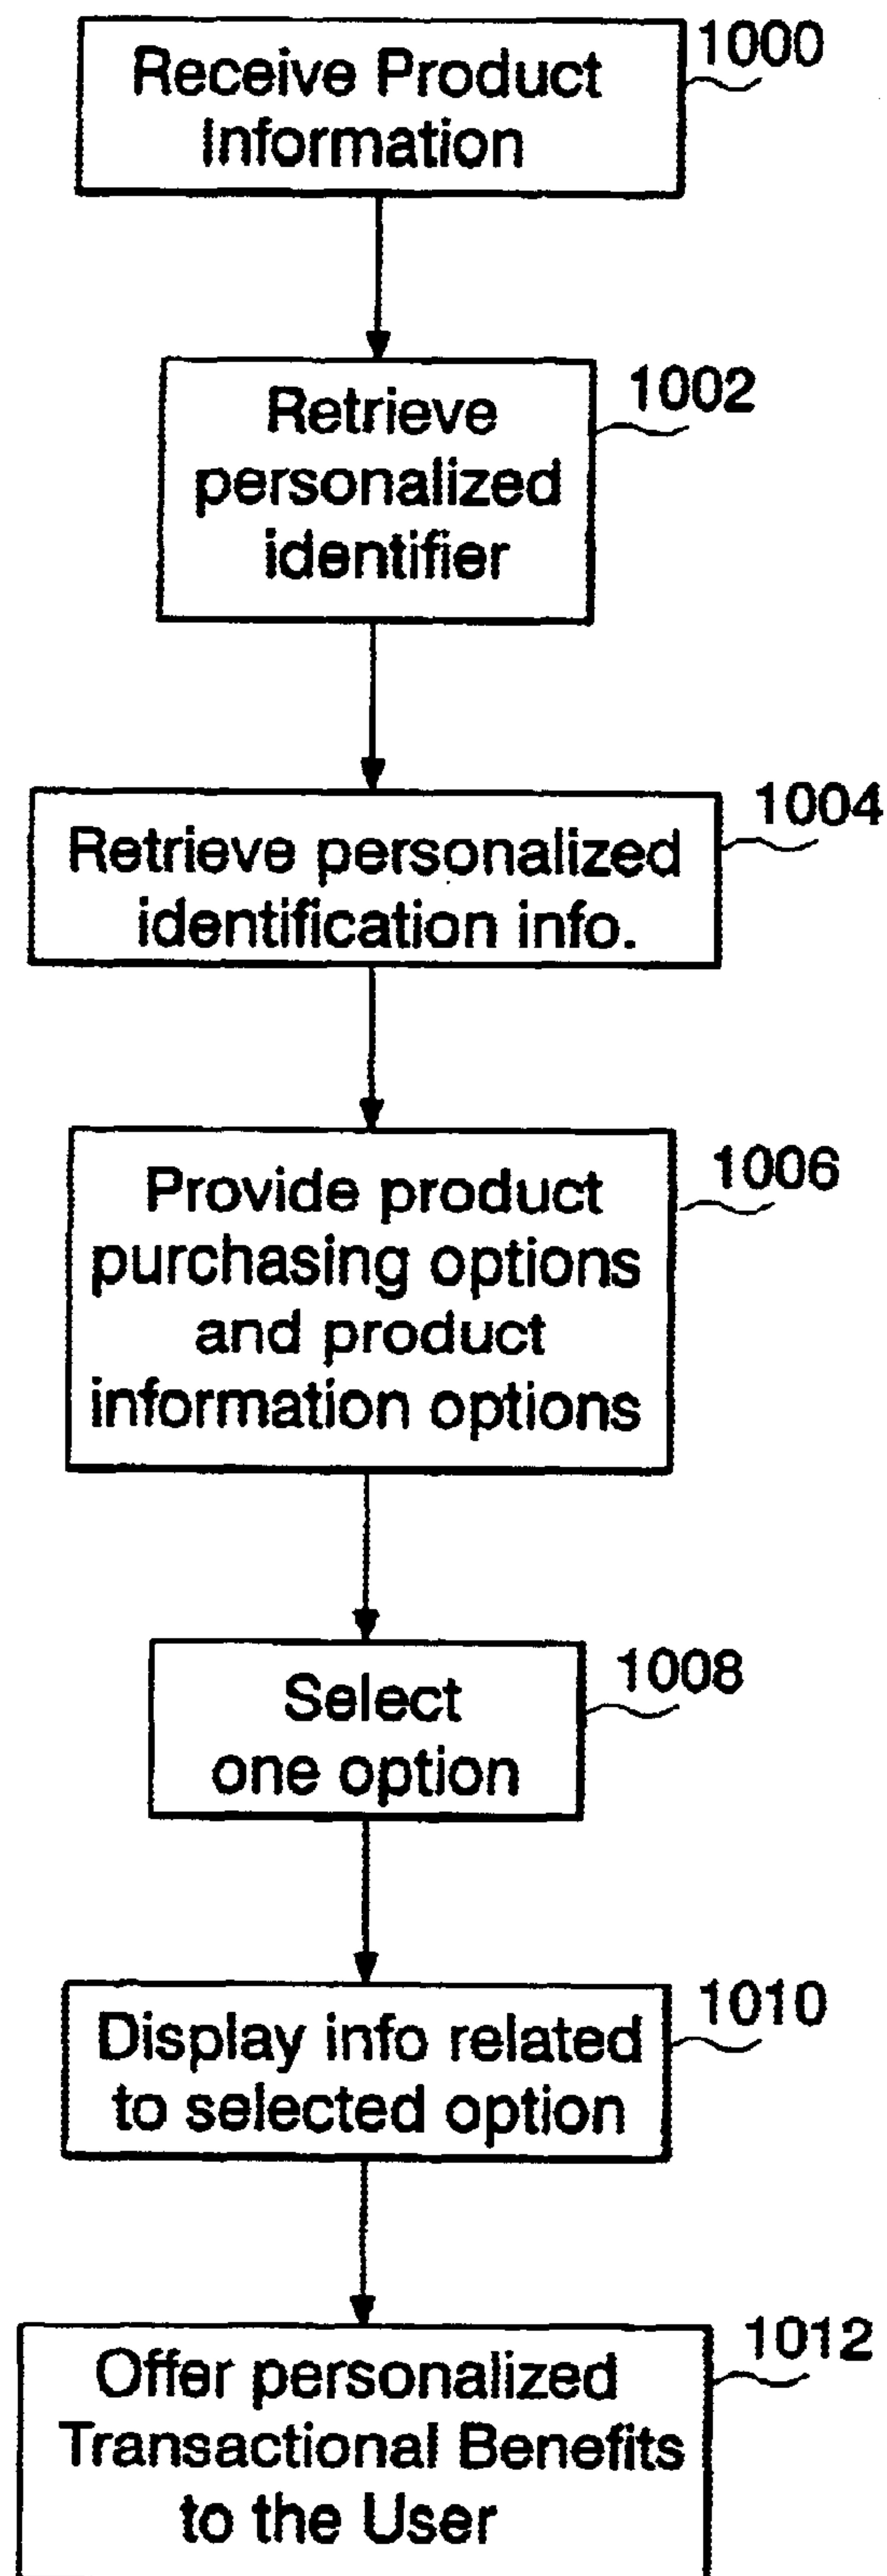 Receive Product
Information
1000
Retrieve
personalized
identifier
1002
Retrieve personalized
identification info.
1004
Provide product
purchasing options
and product
information options
1006
Select
one option
1008
Display info related
to selected option
1010
Offer personalized
Transactional Benefits
to the User
1012